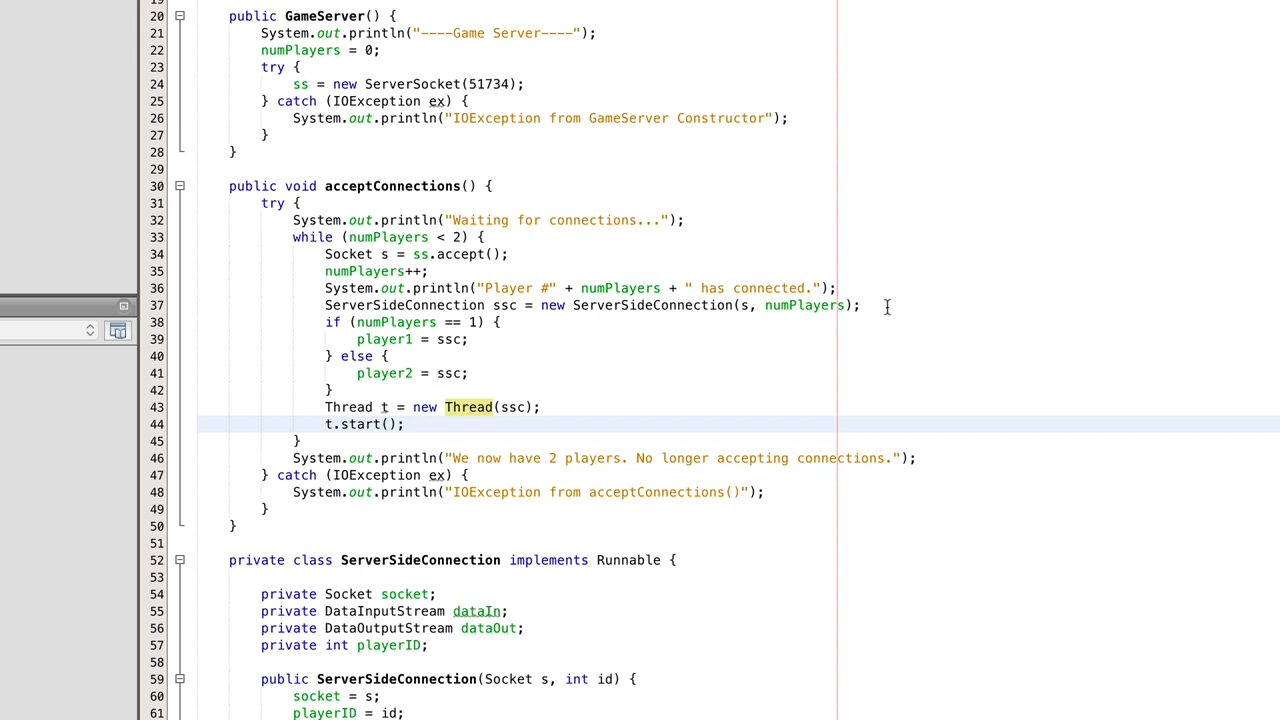 19
20 public GameServer() {
21 System.out.println("----Game Server----");
22 numPlayers = 0;
23 try {
24 ss = new ServerSocket(51734);
25 } catch (IOException ex) {
26 System.out.println("IOException from GameServer Constructor");
27 }
28 }
29
30 public void acceptConnections() {
31 try {
32 System.out.println("Waiting for connections...");
33 while (numPlayers < 2) {
34 Socket s = ss.accept();
35 numPlayers++;
36 System.out.println("Player #" + numPlayers + " has connected.");
37 ServerSideConnection ssc = new ServerSideConnection(s, numPlayers);
38 if (numPlayers == 1) {
39 player1 = ssc;
40 } else {
41 player2 = ssc;
42 }
43 Thread t = new Thread(ssc);
44 t.start();
45 }
46 System.out.println("We now have 2 players. No longer accepting connections.");
47 } catch (IOException ex) {
48 System.out.println("IOException from acceptConnections()");
49 }
50 }
51
52 private class ServerSideConnection implements Runnable {
53
54 private Socket socket;
55 private DataInputStream dataIn;
56 private DataOutputStream dataOut;
57 private int playerID;
58
59 public ServerSideConnection(Socket s, int id) {
60 socket = s;
61 playerID = id;